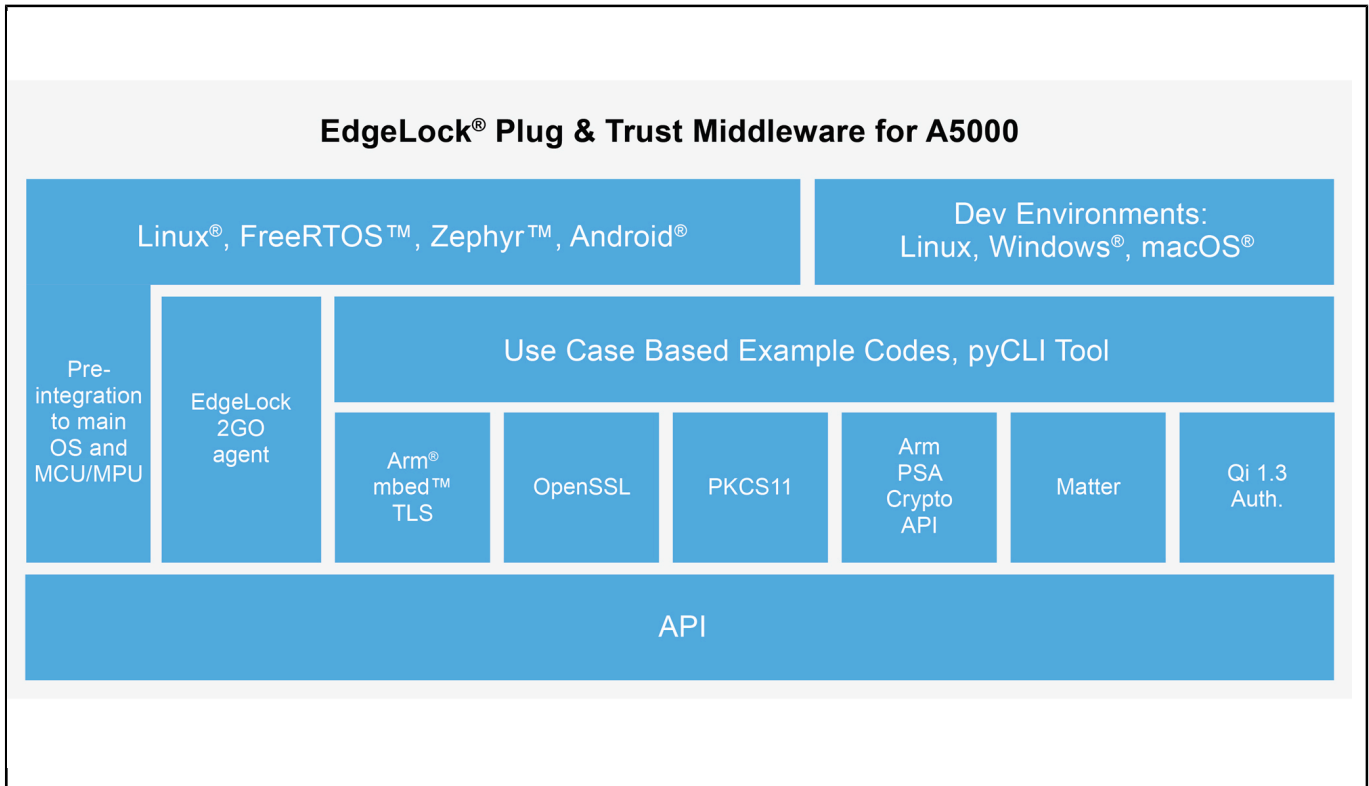 EdgeLock® Plug & Trust Middleware for A5000
Linux®, FreeRTOS™, Zephyr™, Android®
Dev Environments:
Linux, Windows®, macOS®
Pre-
integration
to main
OS and
MCU/MPU
EdgeLock
2GO
agent
Use Case Based Example Codes, pyCLI Tool
Arm®
mbed™
TLS
OpenSSL
PKCS11
Arm
PSA
Crypto
API
Matter
Qi 1.3
Auth.
API